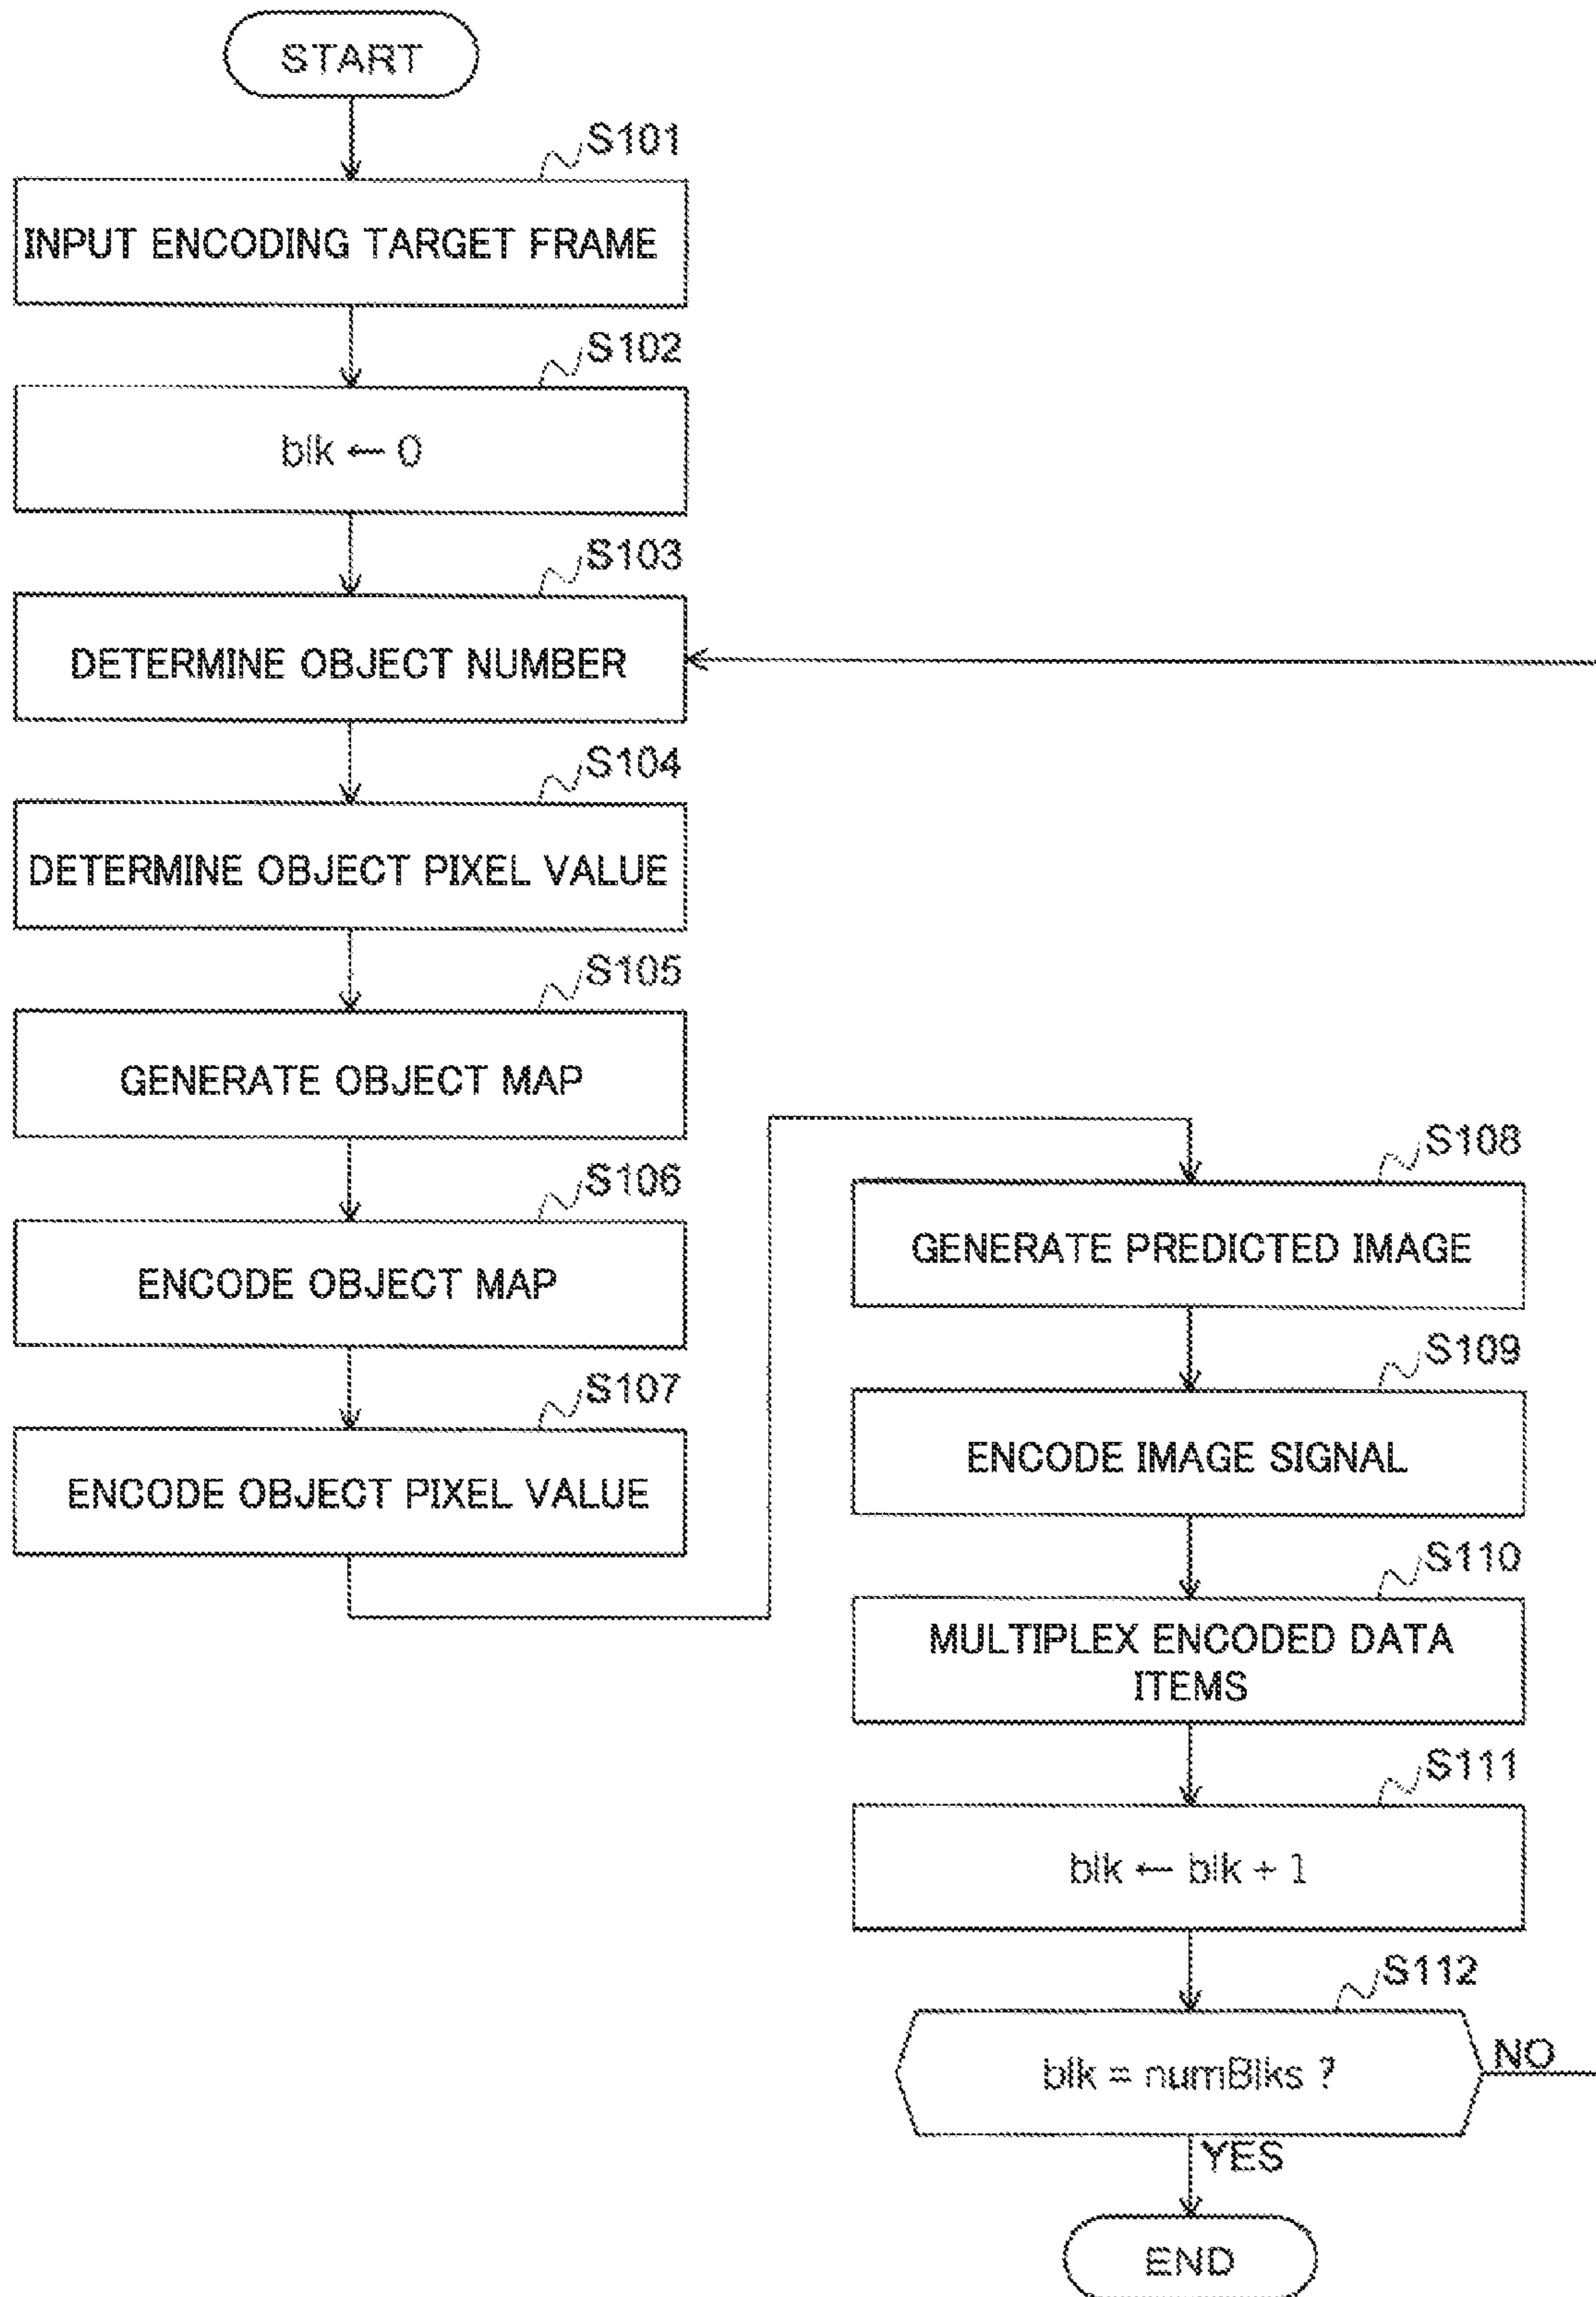 START
S101
INPUT ENCODING TARGET FRAME
S102
blk ← 0
S103
DETERMINE OBJECT NUMBER
S104
DETERMINE OBJECT PIXEL VALUE
S105
GENERATE OBJECT MAP
S106
ENCODE OBJECT MAP
S107
ENCODE OBJECT PIXEL VALUE
S108
GENERATE PREDICTED IMAGE
S109
ENCODE IMAGE SIGNAL
S110
MULTIPLEX ENCODED DATA
ITEMS
S111
blk ← blk + 1
S112
blk = numBlks ?
NO
YES
END